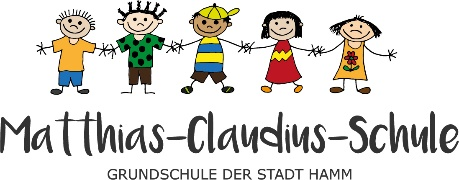 Matthias-Claudius-Schule
GRUNDSCHULE DER STADT HAMM